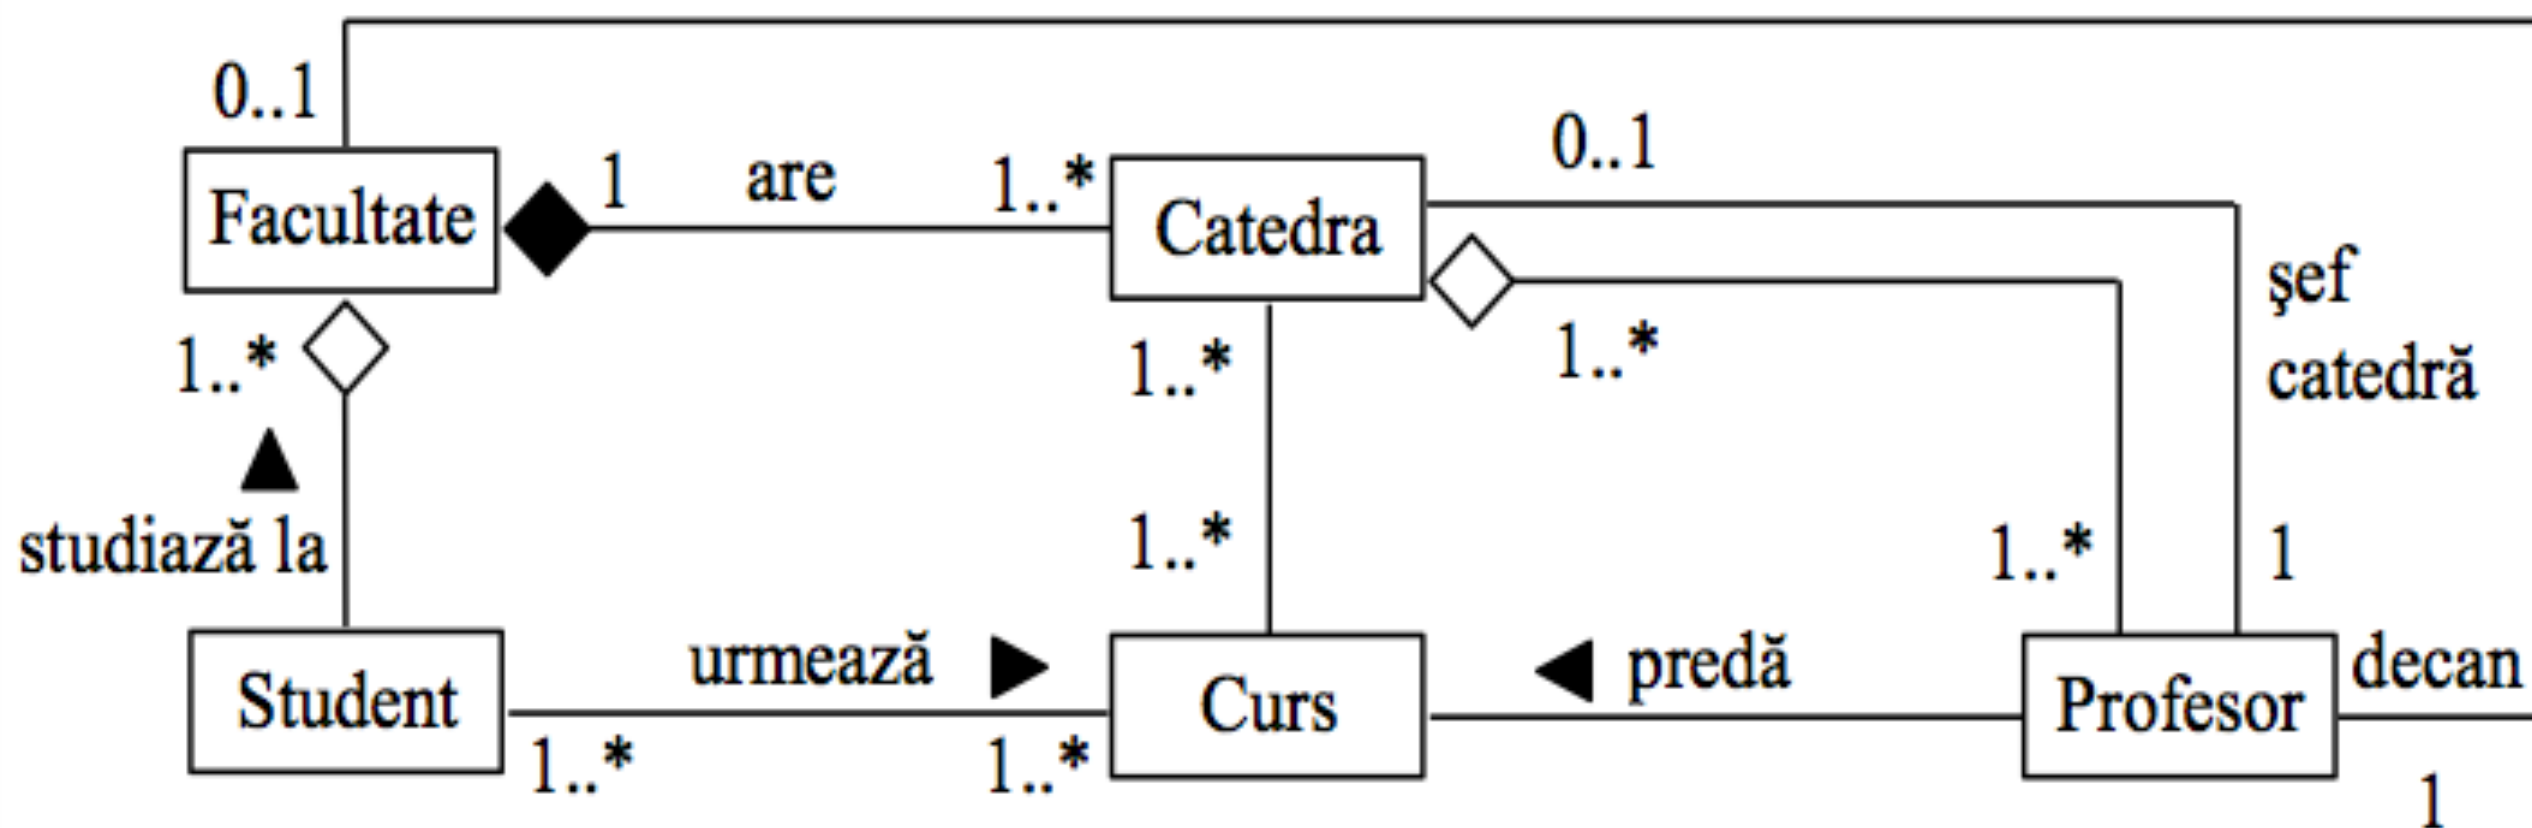 0..1
Facultate
1
are
1..*
Catedra
0..1
1..*
şef
catedră
1..*
studiază la
1..*
1..*
1..*
1
Student
urmează
1..*
1..*
Curs
predă
Profesor
decan
1